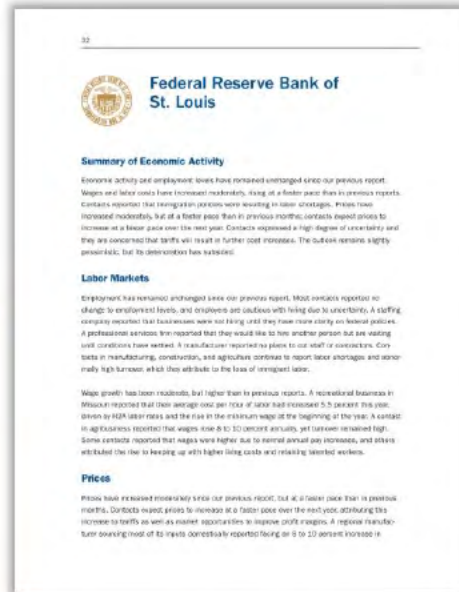 32
Federal Reserve Bank of
St. Louis
Summary of Economic Activity
Economic activity and employment levels have remained unchanged since our previous report.
Wages and labor costs have increased moderately, rising at a faster pace than in previous reports.
Contacts reported that immigration policies were resulting in labor shortages. Prices have
increased moderately, but at a faster pace than in previous months; contacts expect prices to
increase at a faster pace over the next year. Contacts expressed a high degree of uncertainty and
they are concerned that tariffs will result in further cost increases. The outlook remains slightly
pessimistic, but its deterioration has subsided.
Labor Markets
Employment has remained unchanged since our previous report. Most contacts reported no
change to employment levels, and employers are cautious with hiring due to uncertainty. A staffing
company reported that businesses were not hiring until they have more clarity on federal policies.
A professional services firm reported that they would like to hire another person but are waiting
until conditions have settled. A manufacturer reported no plans to cut staff or contractors. Con-
tacts in manufacturing, construction, and agriculture continue to report labor shortages and abnor-
mally high turnover, which they attribute to the loss of immigrant labor.
Wage growth has been moderate, but higher than in previous reports. A recreational business in
Missouri reported that their average cost per hour of labor had increased 5.5 percent this year,
driven by H2A labor rates and the rise in the minimum wage at the beginning of the year. A contact
in agribusiness reported that wages rose 8 to 10 percent annually, yet turnover remained high.
Some contacts reported that wages were higher due to normal annual pay increases, and others
attributed the rise to keeping up with higher living costs and retaining talented workers.
Prices
Prices have increased moderately since our previous report, but at a faster pace than in previous
months. Contacts expect prices to increase at a faster pace over the next year, attributing this
increase to tariffs as well as market opportunities to improve profit margins. A regional manufac-
turer sourcing most of its inputs domestically reported facing an 8 to 10 percent increase in